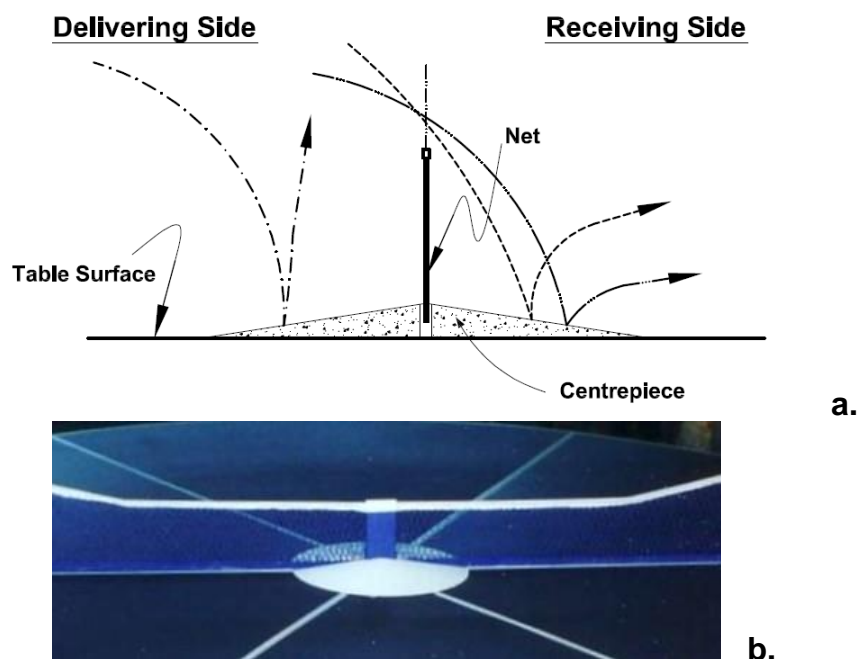 Delivering Side
Receiving Side
Net
Table Surface
Centrepiece
a.
b.